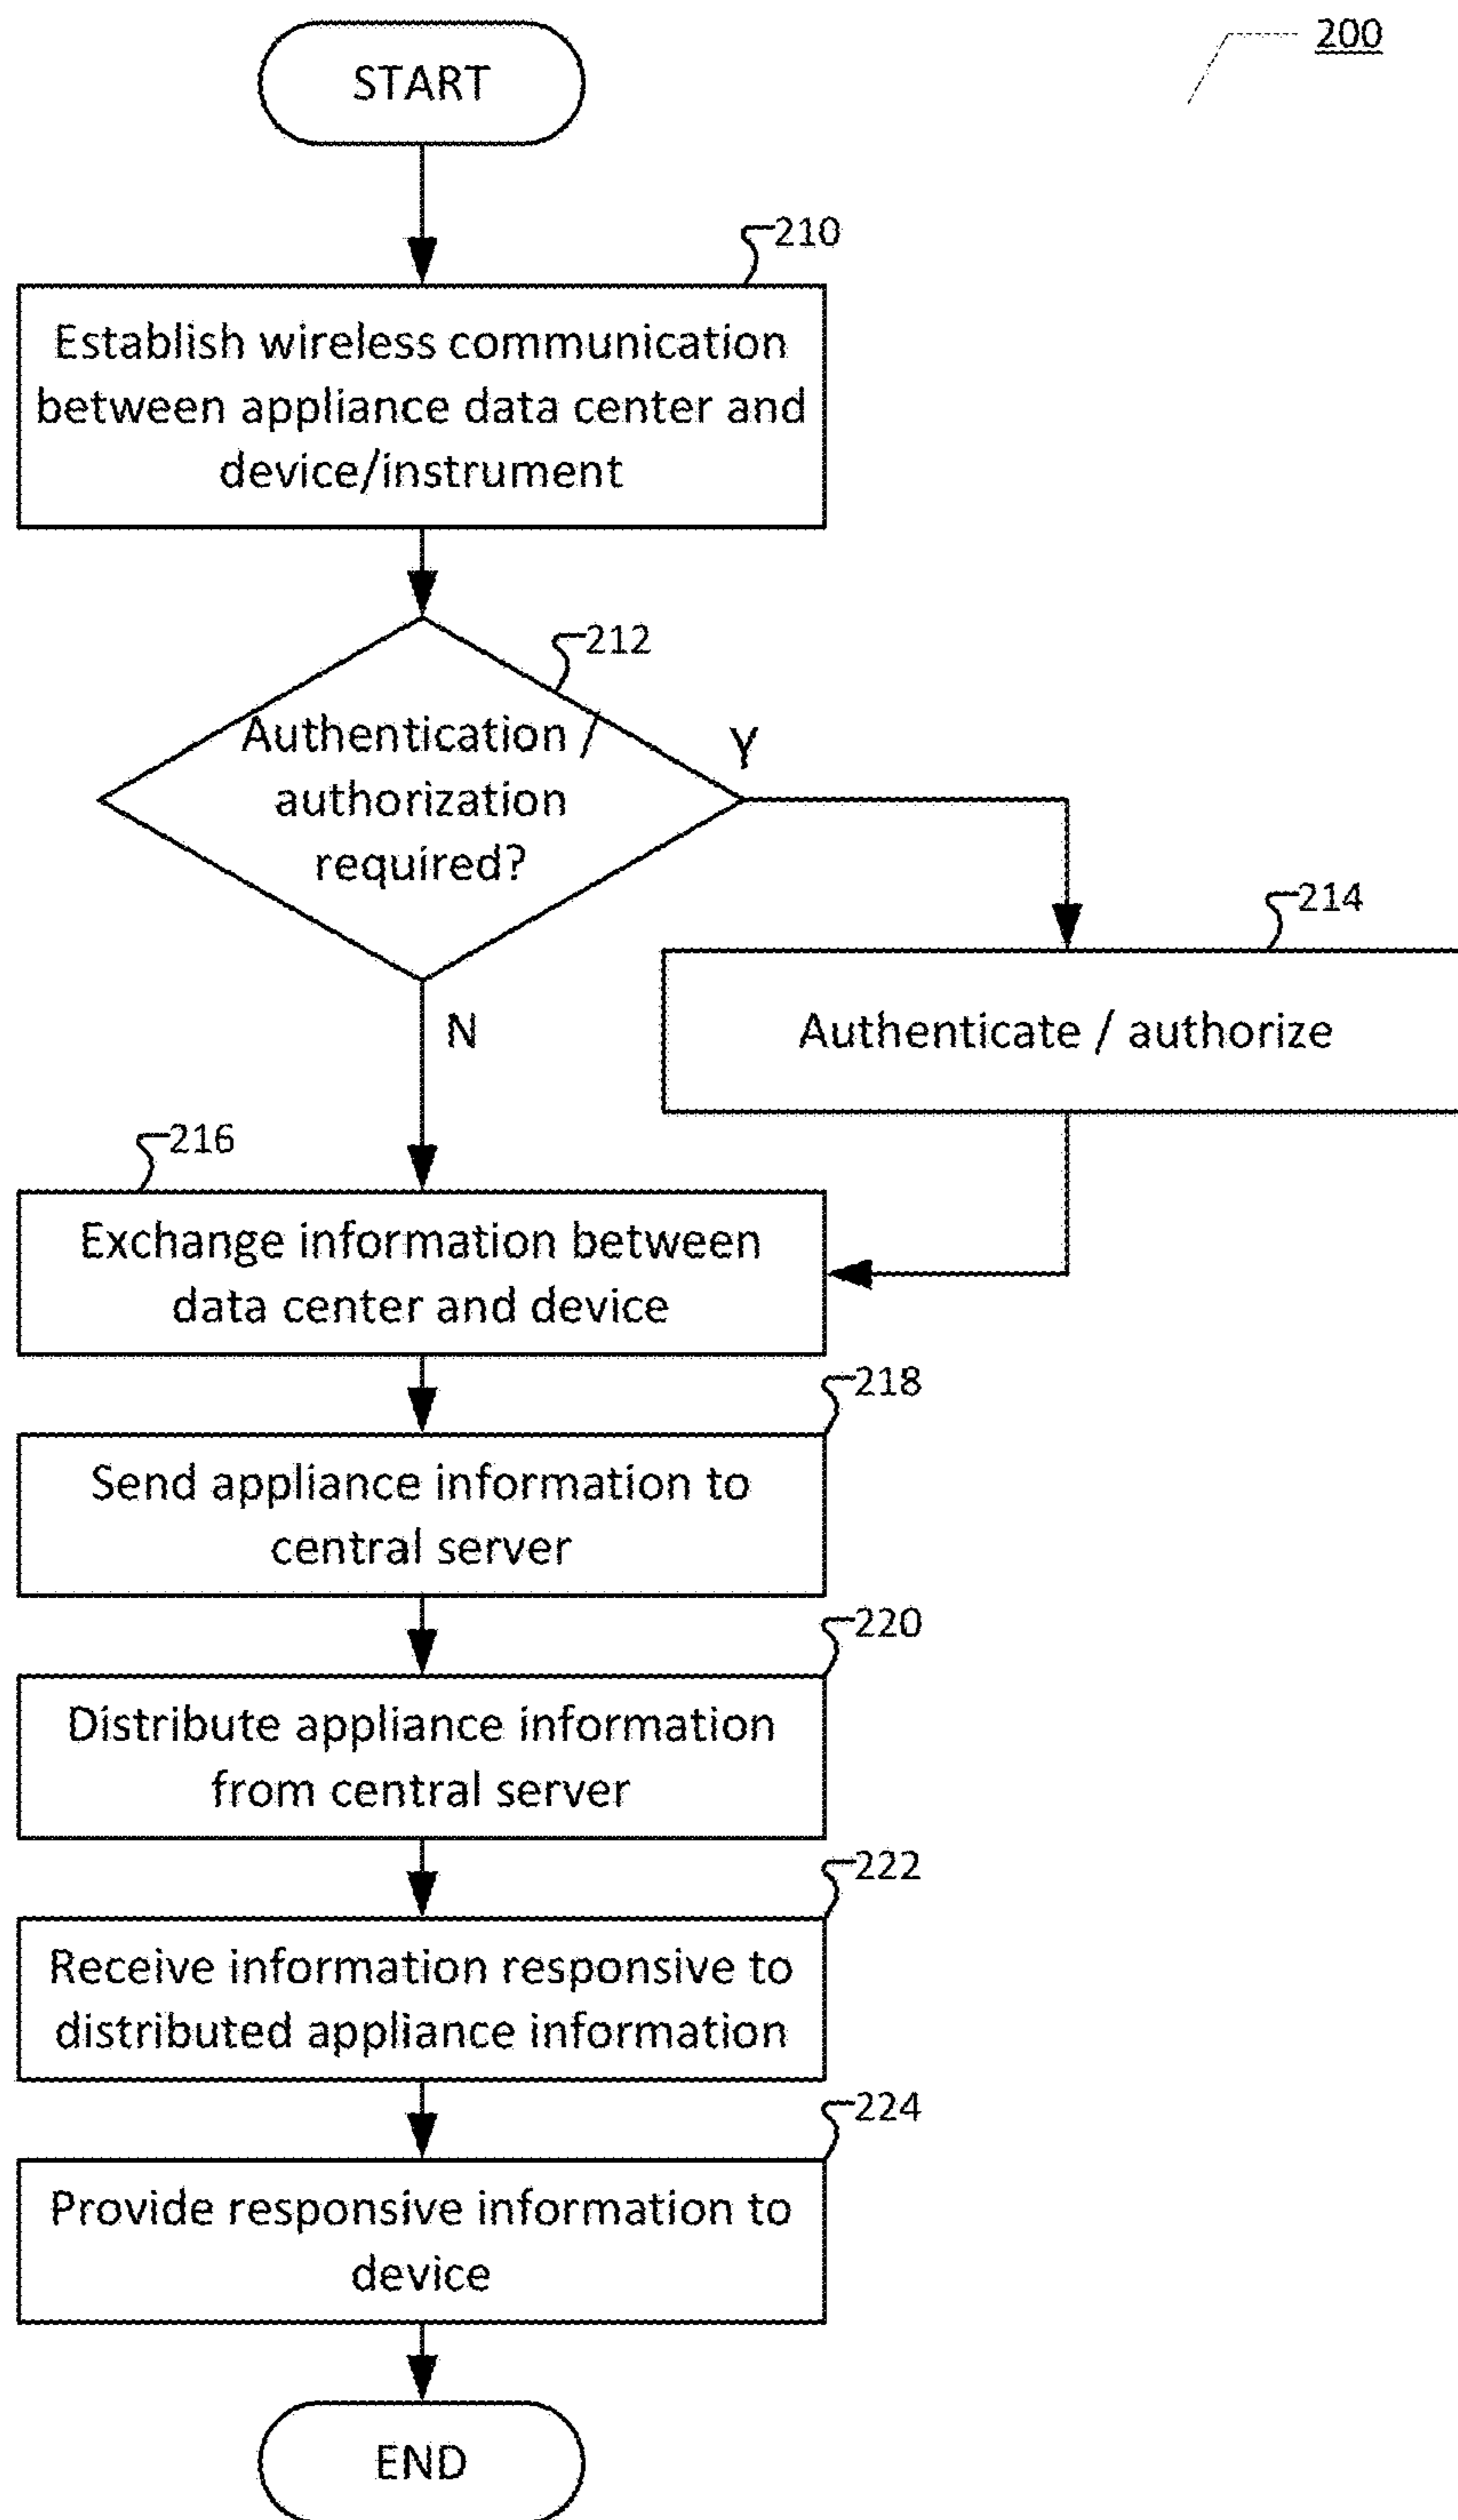 START
200
210
Establish wireless communication
between appliance data center and
device/instrument
212
Authentication /
authorization
required?
Y
214
N
Authenticate / authorize
216
Exchange information between
data center and device
218
Send appliance information to
central server
220
Distribute appliance information
from central server
222
Receive information responsive to
distributed appliance information
224
Provide responsive information to
device
END